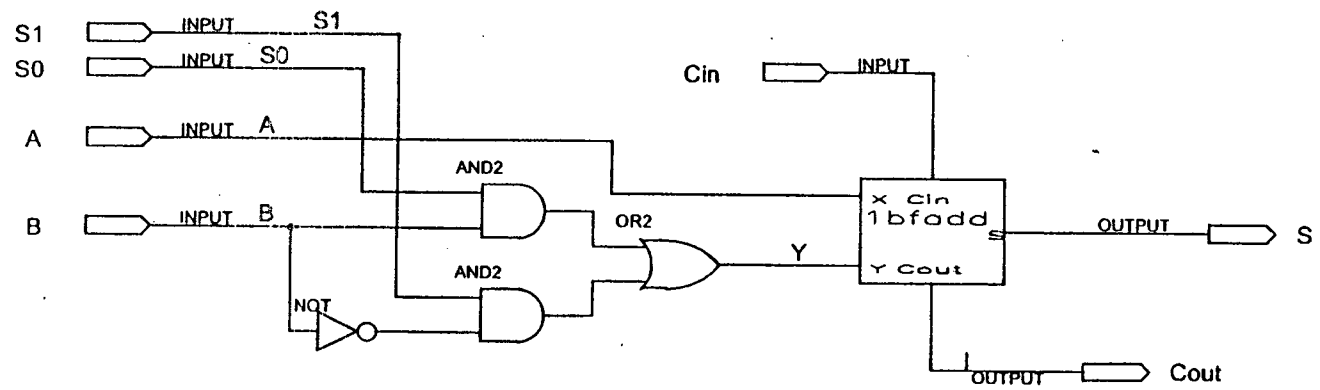 S1 INPUT S1
S0 INPUT S0
Cin INPUT
A INPUT A
AND2
B INPUT B
OR2
X Cin
1bfadd
S OUTPUT S
Y
Y Cout
AND2
NOT
OUTPUT Cout